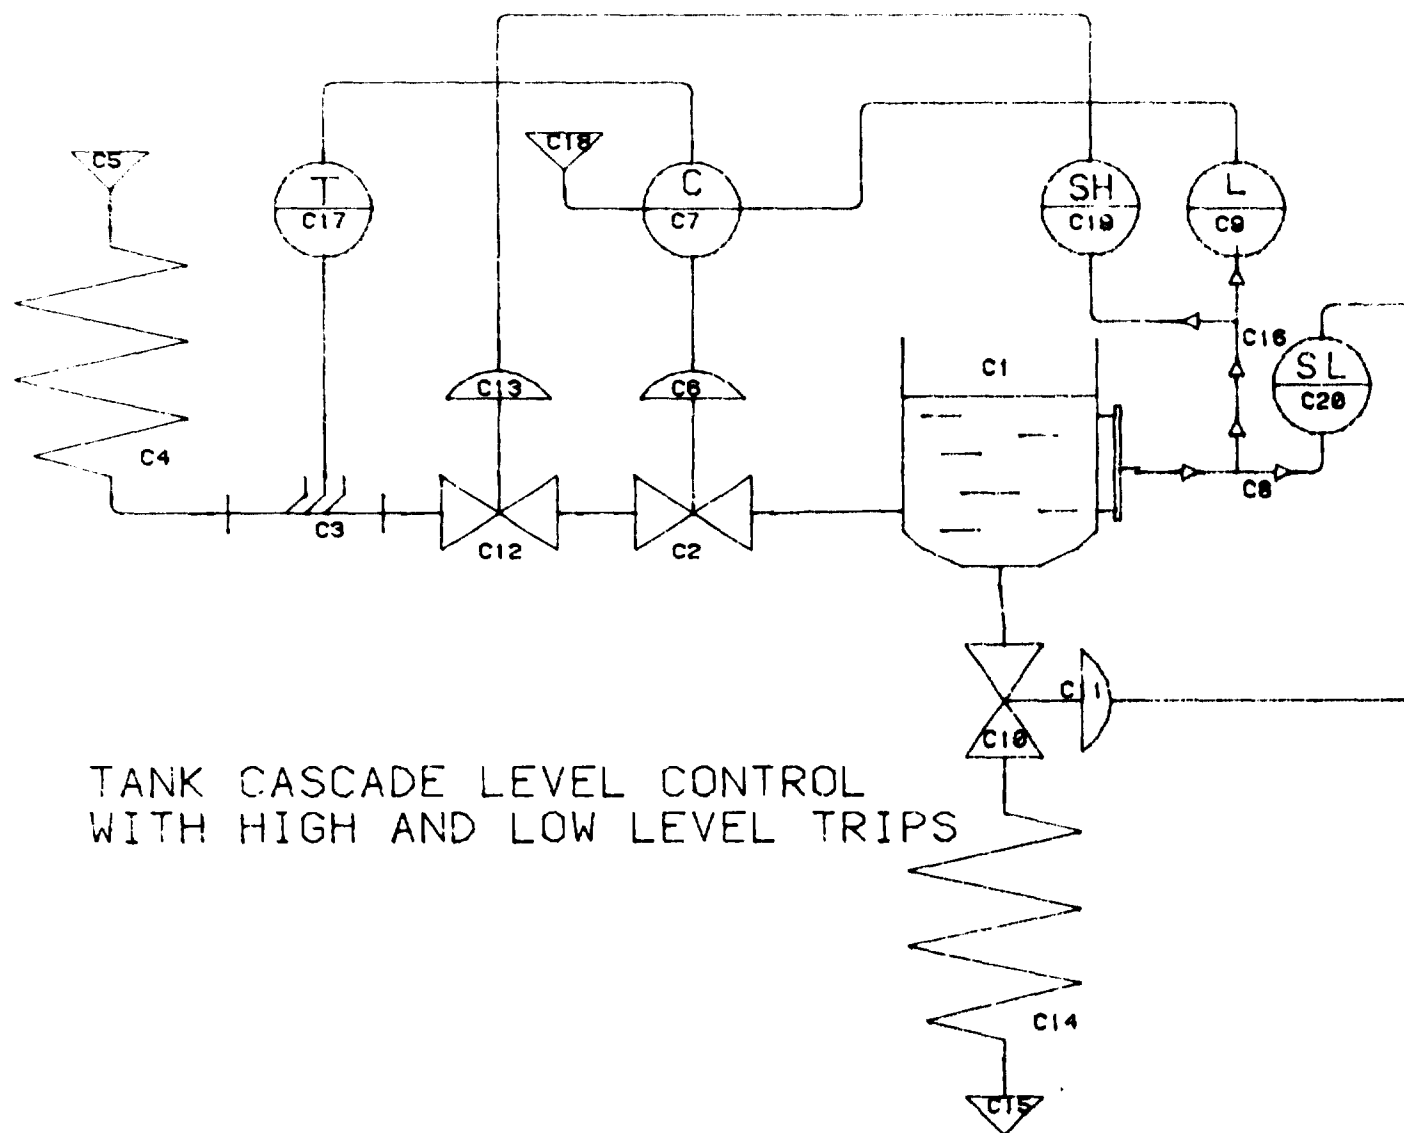 C5
C18
T
C17
C
C7
SH
C19
L
C9
C16
SL
C20
C1
C13
C6
C4
C3
C12
C2
C8
C11
C10
TANK CASCADE LEVEL CONTROL
WITH HIGH AND LOW LEVEL TRIPS
C14
C15